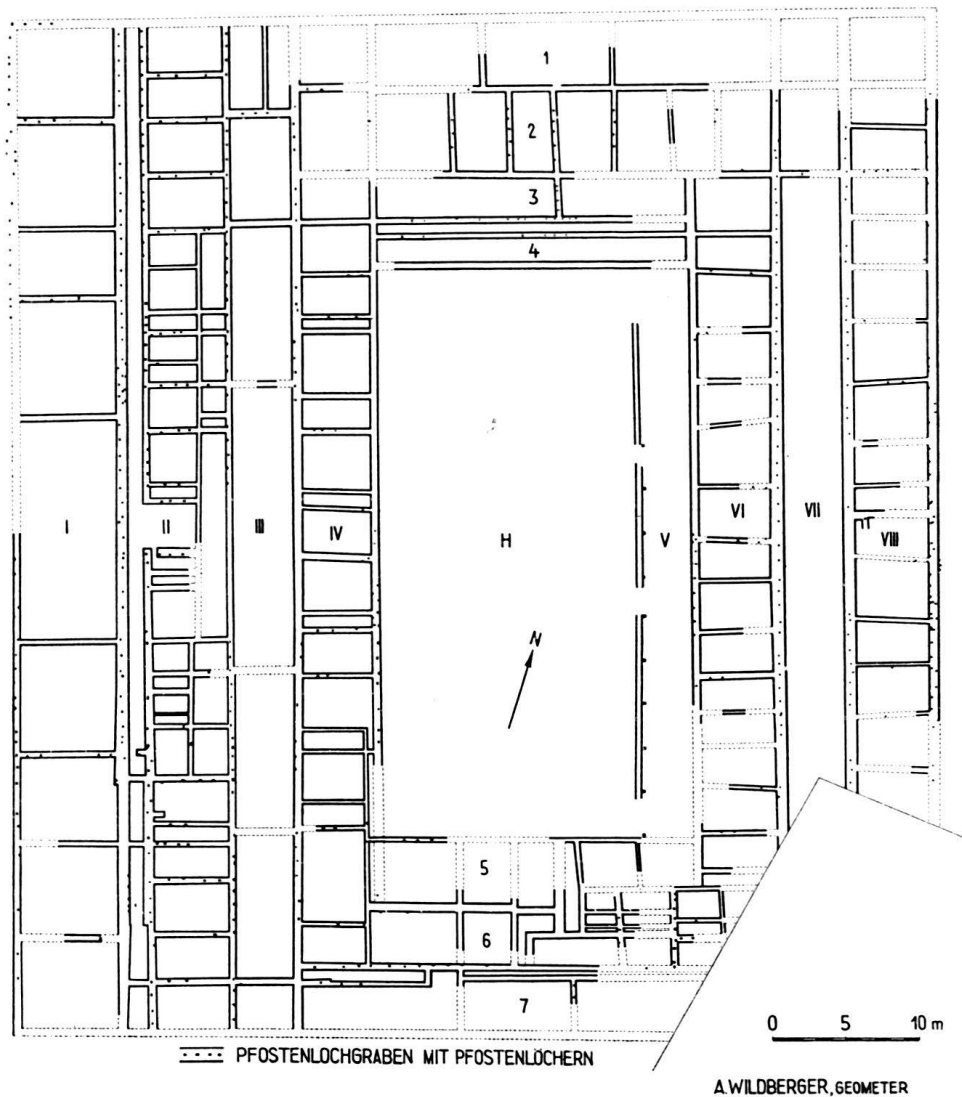 1
2
3
4
I II III IV H V VI VII VIII
N
5
6
7
0 5 10 m
PFOSTENLOCHGRABEN MIT PFOSTENLÖCHERN
A.WILDBERGER, GEOMETER